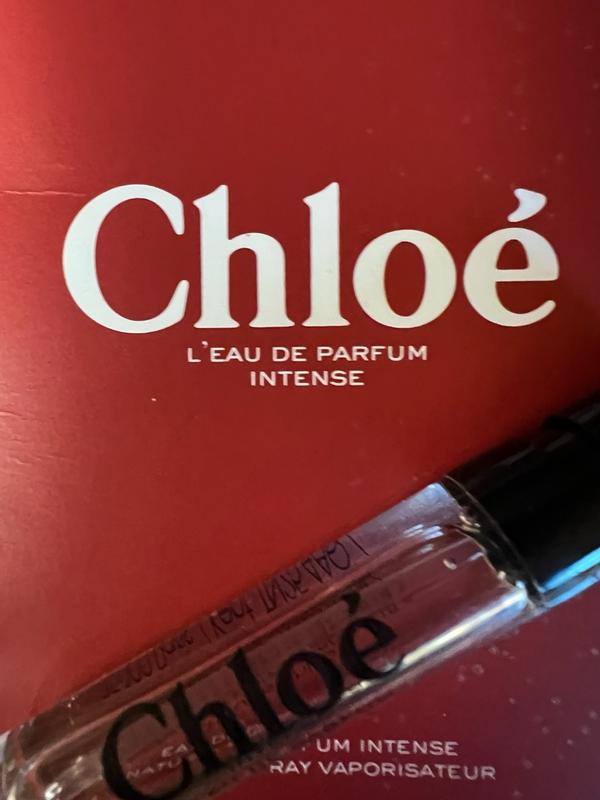 Chloé
L'EAU DE PARFUM
INTENSE
Chloé
UM INTENSE
RAY VAPORISATEUR